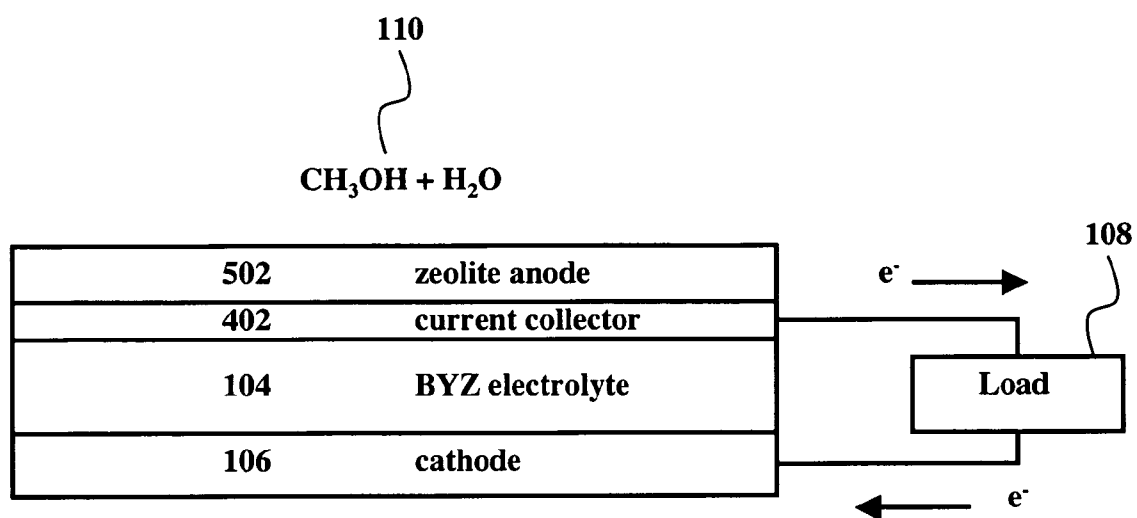 110
CH₃OH + H₂O
108
502 zeolite anode
e⁻
402 current collector
104 BYZ electrolyte
Load
106 cathode
e⁻